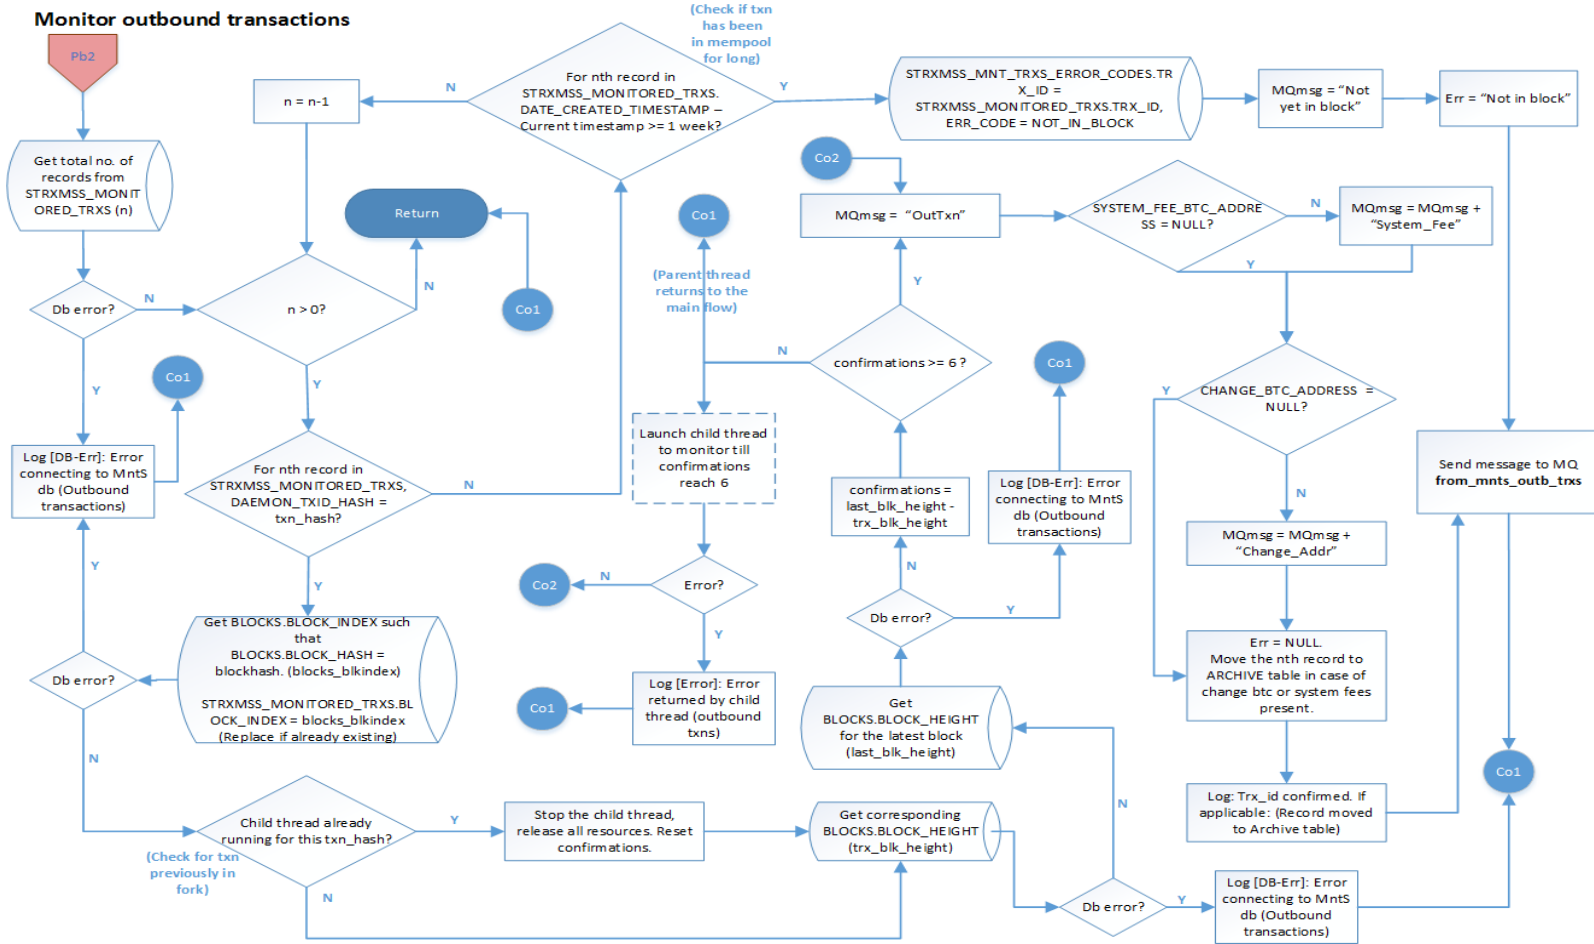 Monitor outbound transactions
Pb2
Get total no. of
records from
STRXMSS_MONIT
ORED_TRXS (n)
Db error?
N
Y
Log [DB-Err]: Error
connecting to MntS
db (Outbound
transactions)
Co1
n = n-1
N
Return
Co1
n > 0?
N
Y
For nth record in
STRXMSS_MONITORED_TRXS,
DAEMON_TXID_HASH =
txn_hash?
N
Y
Get BLOCKS.BLOCK_INDEX such
that
BLOCKS.BLOCK_HASH =
blockhash. (blocks_blkindex)
STRXMSS_MONITORED_TRXS.BL
OCK_INDEX = blocks_blkindex
(Replace if already existing)
Db error?
Y
N
Child thread already
running for this txn_hash?
(Check for txn
previously in
fork)
Y
N
Stop the child thread,
release all resources. Reset
confirmations.
Get corresponding
BLOCKS.BLOCK_HEIGHT
(trx_blk_height)
Db error?
Y
N
Log [DB-Err]: Error
connecting to MntS
db (Outbound
transactions)
Co1
Get
BLOCKS.BLOCK_HEIGHT
for the latest block
(last_blk_height)
Db error?
N
Y
Log [DB-Err]: Error
connecting to MntS
db (Outbound
transactions)
Co1
confirmations =
last_blk_height -
trx_blk_height
confirmations >= 6 ?
N
Y
Co1
(Parent thread
returns to the
main flow)
Launch child thread
to monitor till
confirmations
reach 6
Error?
N
Co2
Y
Log [Error]: Error
returned by child
thread (outbound
txns)
Co1
(Check if txn
has been
in mempool
for long)
For nth record in
STRXMSS_MONITORED_TRXS.
DATE_CREATED_TIMESTAMP –
Current timestamp >= 1 week?
Y
STRXMSS_MNT_TRXS_ERROR_CODES.TR
X_ID =
STRXMSS_MONITORED_TRXS.TRX_ID,
ERR_CODE = NOT_IN_BLOCK
MQmsg = “Not
yet in block”
Err = “Not in block”
Co2
MQmsg = “OutTxn”
SYSTEM_FEE_BTC_ADDRE
SS = NULL?
N
Y
MQmsg = MQmsg +
“System_Fee”
CHANGE_BTC_ADDRESS =
NULL?
Y
N
MQmsg = MQmsg +
“Change_Addr”
Err = NULL.
Move the nth record to
ARCHIVE table in case of
change btc or system fees
present.
Log: Trx_id confirmed. If
applicable: (Record moved
to Archive table)
Send message to MQ
from_mnts_outb_trxs